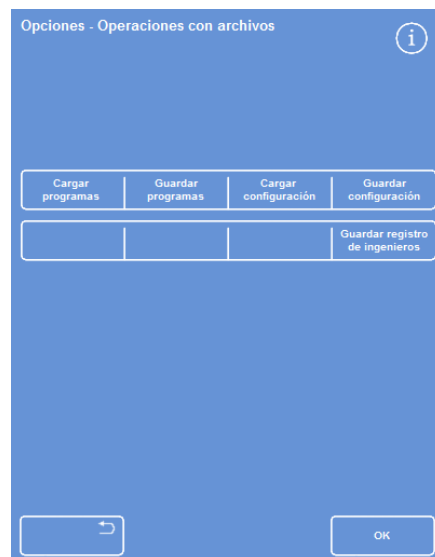 Opciones - Operaciones con archivos
i
Cargar
programas
Guardar
programas
Cargar
configuración
Guardar
configuración
Guardar registro
de ingenieros
OK